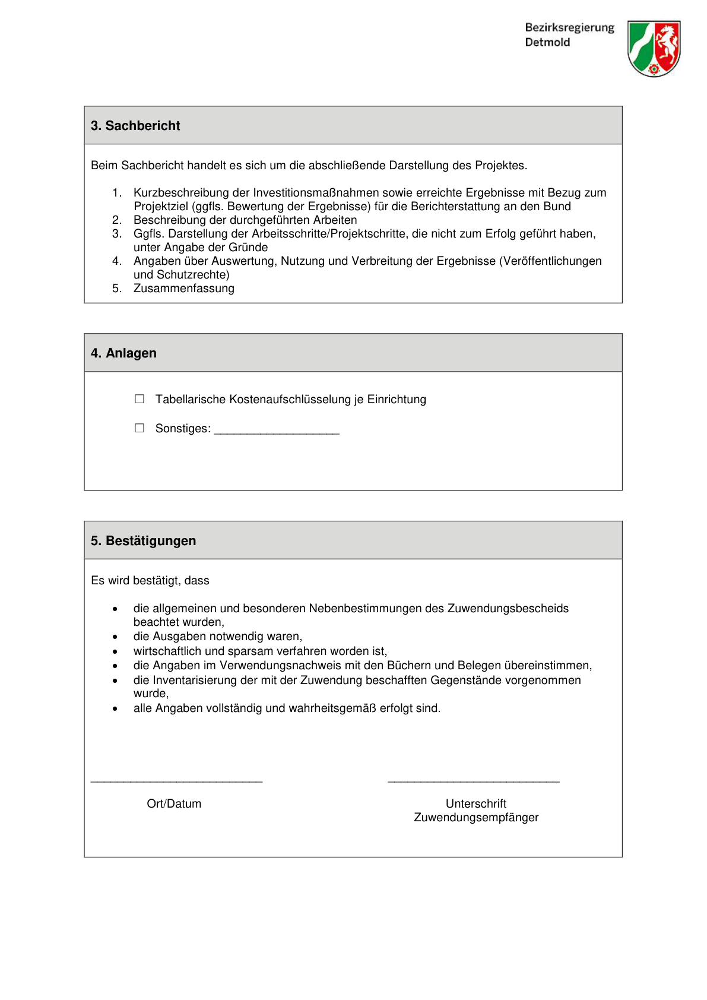 Bezirksregierung
Detmold
3. Sachbericht
Beim Sachbericht handelt es sich um die abschließende Darstellung des Projektes.
1. Kurzbeschreibung der Investitionsmaßnahmen sowie erreichte Ergebnisse mit Bezug zum
Projektziel (ggfls. Bewertung der Ergebnisse) für die Berichterstattung an den Bund
2. Beschreibung der durchgeführten Arbeiten
3. Ggfls. Darstellung der Arbeitsschritte/Projektschritte, die nicht zum Erfolg geführt haben,
unter Angabe der Gründe
4. Angaben über Auswertung, Nutzung und Verbreitung der Ergebnisse (Veröffentlichungen
und Schutzrechte)
5. Zusammenfassung
4. Anlagen
☐ Tabellarische Kostenaufschlüsselung je Einrichtung
☐ Sonstiges: ___________________
5. Bestätigungen
Es wird bestätigt, dass
• die allgemeinen und besonderen Nebenbestimmungen des Zuwendungsbescheids
beachtet wurden,
• die Ausgaben notwendig waren,
• wirtschaftlich und sparsam verfahren worden ist,
• die Angaben im Verwendungsnachweis mit den Büchern und Belegen übereinstimmen,
• die Inventarisierung der mit der Zuwendung beschafften Gegenstände vorgenommen
wurde,
• alle Angaben vollständig und wahrheitsgemäß erfolgt sind.
__________________________ __________________________
Ort/Datum Unterschrift
Zuwendungsempfänger